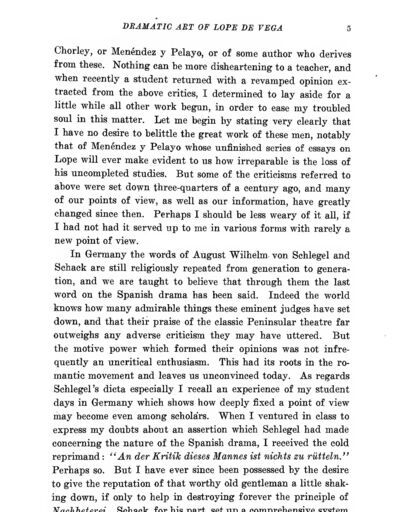 DRAMATIC ART OF LOPE DE VEGA 5
Chorley, or Menéndez y Pelayo, or of some author who derives
from these. Nothing can be more disheartening to a teacher, and
when recently a student returned with a revamped opinion ex-
tracted from the above critics, I determined to lay aside for a
little while all other work begun, in order to ease my troubled
soul in this matter. Let me begin by stating very clearly that
I have no desire to belittle the great work of these men, notably
that of Menéndez y Pelayo whose unfinished series of essays on
Lope will ever make evident to us how irreparable is the loss of
his uncompleted studies. But some of the criticisms referred to
above were set down three-quarters of a century ago, and many
of our points of view, as well as our information, have greatly
changed since then. Perhaps I should be less weary of it all, if
I had not had it served up to me in various forms with rarely a
new point of view.
In Germany the words of August Wilhelm von Schlegel and
Schack are still religiously repeated from generation to genera-
tion, and we are taught to believe that through them the last
word on the Spanish drama has been said. Indeed the world
knows how many admirable things these eminent judges have set
down, and that their praise of the classic Peninsular theatre far
outweighs any adverse criticism they may have uttered. But
the motive power which formed their opinions was not infre-
quently an uncritical enthusiasm. This had its roots in the ro-
mantic movement and leaves us unconvinced today. As regards
Schlegel's dicta especially I recall an experience of my student
days in Germany which shows how deeply fixed a point of view
may become even among scholars. When I ventured in class to
express my doubts about an assertion which Schlegel had made
concerning the nature of the Spanish drama, I received the cold
reprimand: "An der Kritik dieses Mannes ist nichts zu rütteln."
Perhaps so. But I have ever since been possessed by the desire
to give the reputation of that worthy old gentleman a little shak-
ing down, if only to help in destroying forever the principle of
Nachbeterei. Schack, for his part, set up a comprehensive system